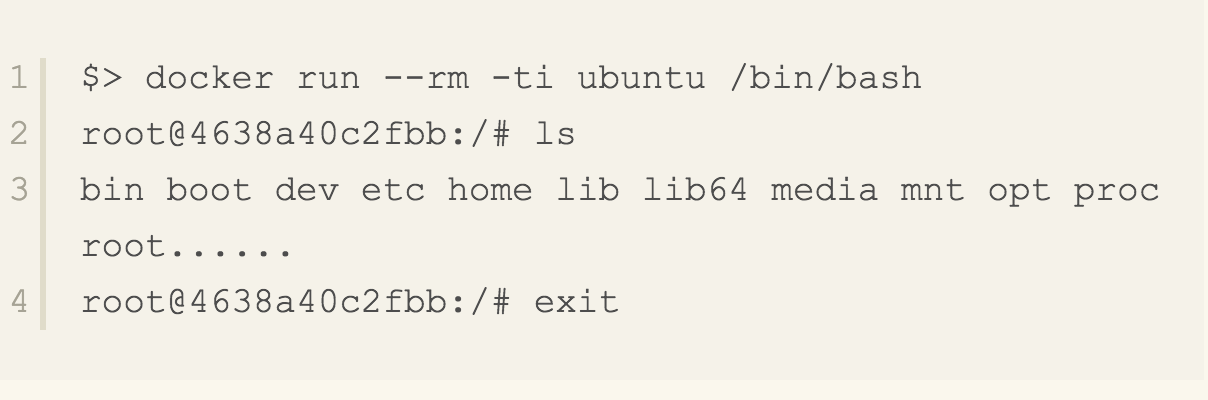 1 $> docker run --rm -ti ubuntu /bin/bash
2 root@4638a40c2fbb:/# ls
3 bin boot dev etc home lib lib64 media mnt opt proc
root......
4 root@4638a40c2fbb:/# exit